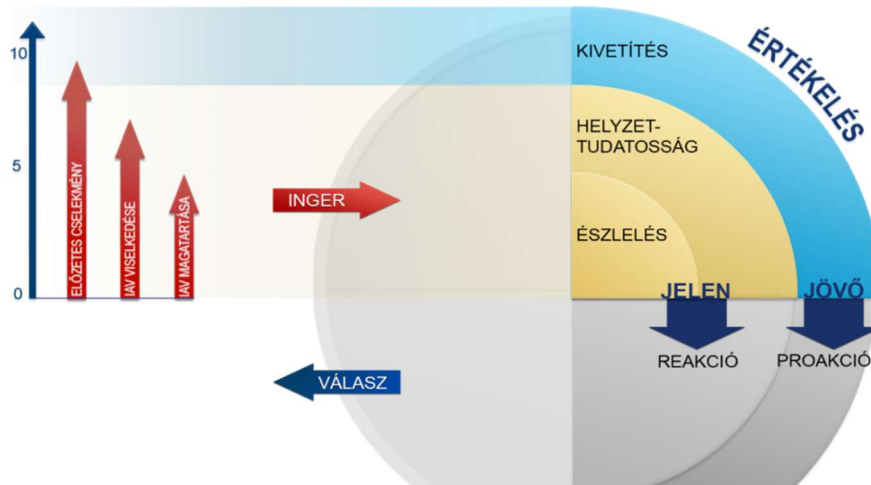 10
5
0
ELŐZETES CSELEKMÉNY
IAV VISELKEDÉSE
IAV MAGATARTÁSA
INGER
VÁLASZ
KIVETÍTÉS
HELYZET-
TUDATOSSÁG
ÉSZLELÉS
ÉRTÉKELÉS
JELEN
JÖVŐ
REAKCIÓ
PROAKCIÓ